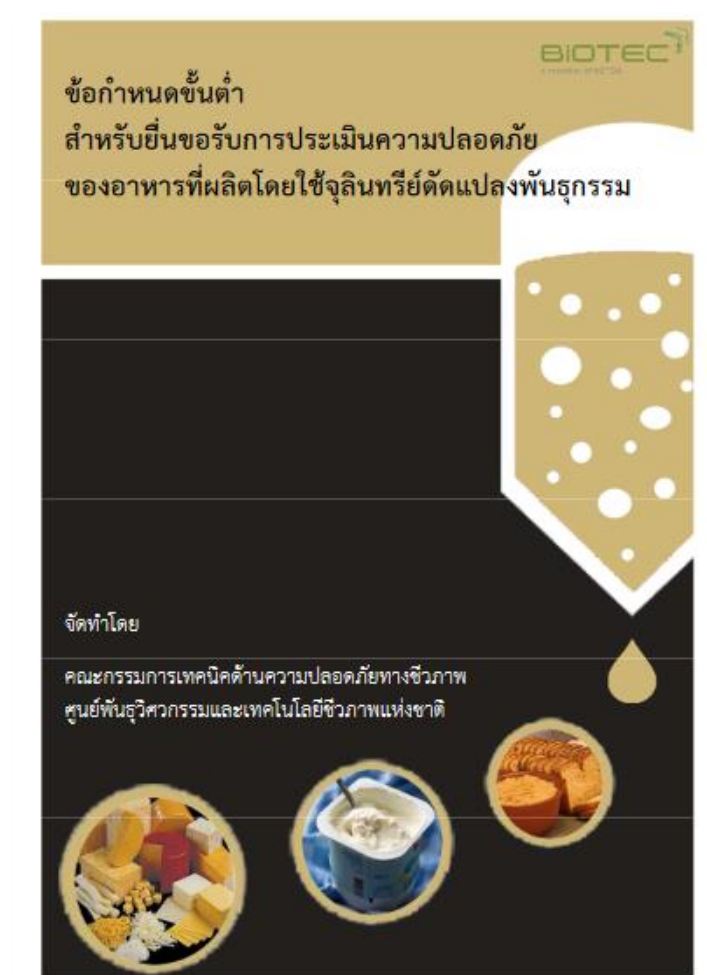 BIOTEC
ข้อกำหนดขั้นต่ำ
สำหรับยื่นขอรับการประเมินความปลอดภัย
ของอาหารที่ผลิตโดยใช้จุลินทรีย์ดัดแปลงพันธุกรรม
จัดทำโดย
คณะกรรมการเทคนิคด้านความปลอดภัยทางชีวภาพ
ศูนย์พันธุวิศวกรรมและเทคโนโลยีชีวภาพแห่งชาติ